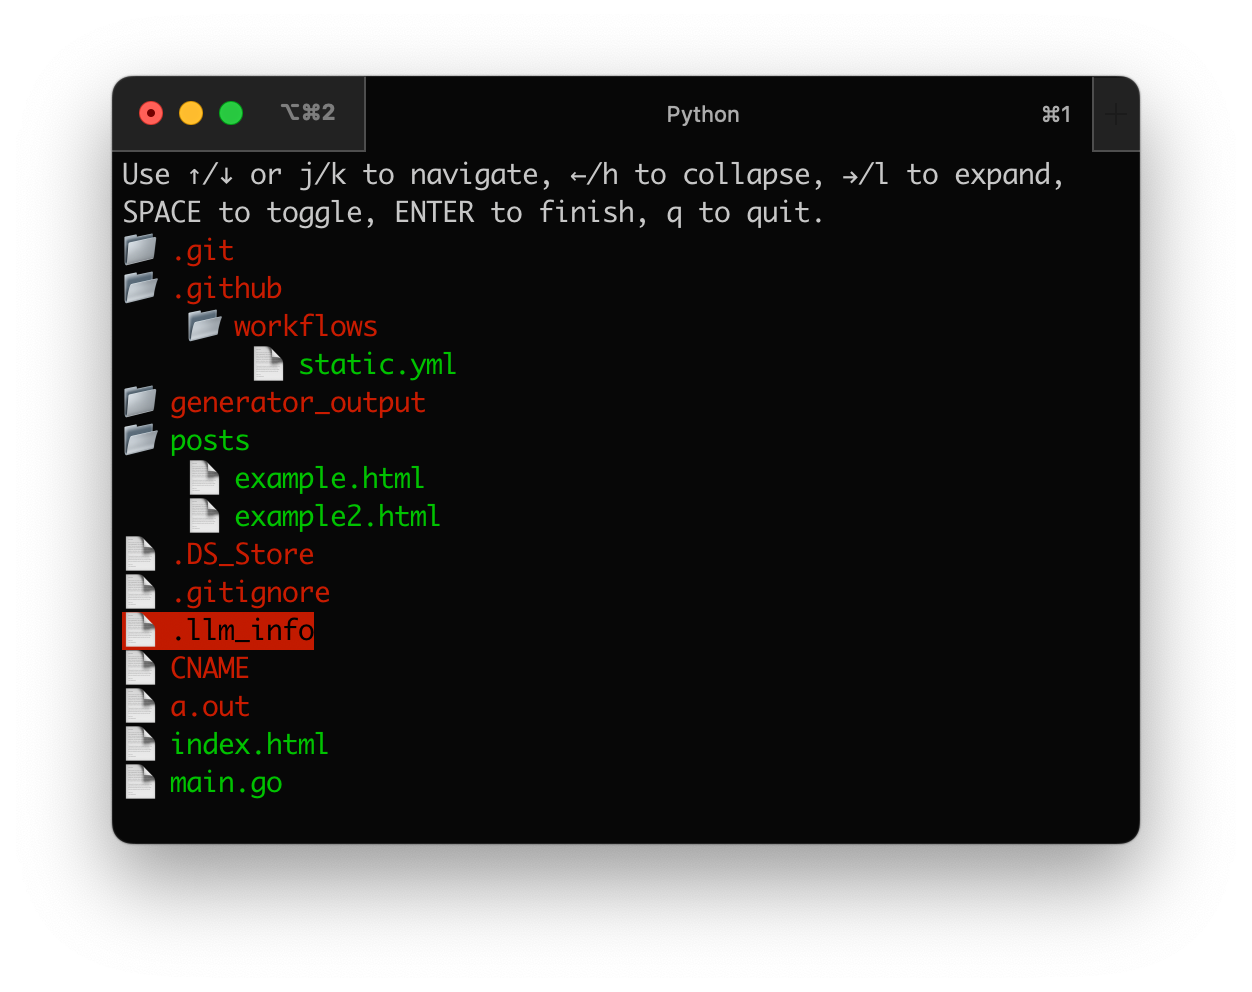 ⌥⌘2 Python ⌘1 +
Use ↑/↓ or j/k to navigate, ←/h to collapse, →/l to expand,
SPACE to toggle, ENTER to finish, q to quit.
.git
.github
workflows
static.yml
generator_output
posts
example.html
example2.html
.DS_Store
.gitignore
.llm_info
CNAME
a.out
index.html
main.go